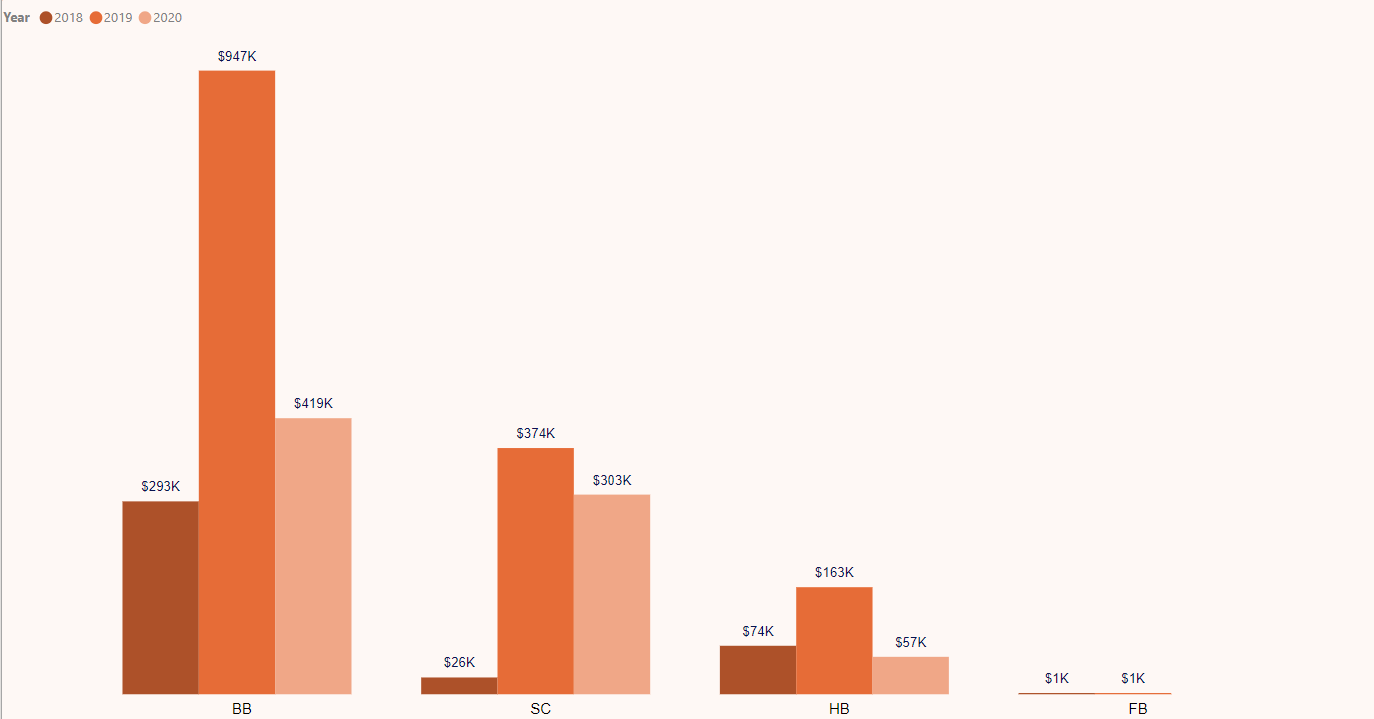 Year 2018 2019 2020
$947K
$419K
$374K
$293K
$303K
$163K
$74K
$57K
$26K
$1K $1K
BB SC HB FB